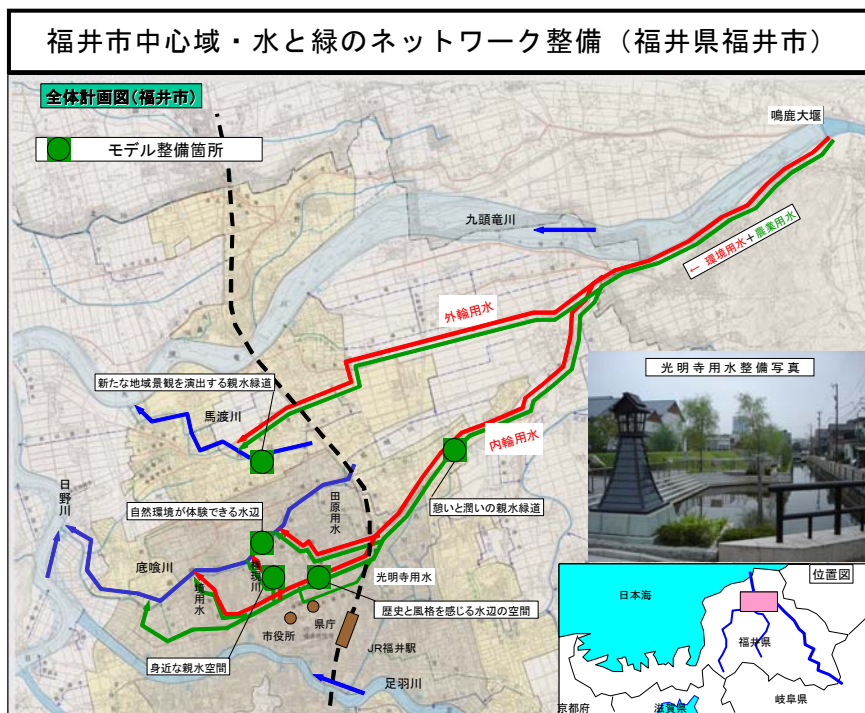 福井市中心域・水と緑のネットワーク整備（福井県福井市）
全体計画図（福井市）
モデル整備箇所
鳴鹿大堰
九頭竜川
← 環境用水＋農業用水
外輪用水
光明寺用水整備写真
新たな地域景観を演出する親水緑道
馬渡川
内輪用水
日野川
田原用水
憩いと潤いの親水緑道
自然環境が体験できる水辺
底喰川
権現川
境用水
光明寺用水
歴史と風格を感じる水辺の空間
県庁
市役所
JR福井駅
身近な親水空間
足羽川
位置図
日本海
福井県
岐阜県
京都府
滋賀県